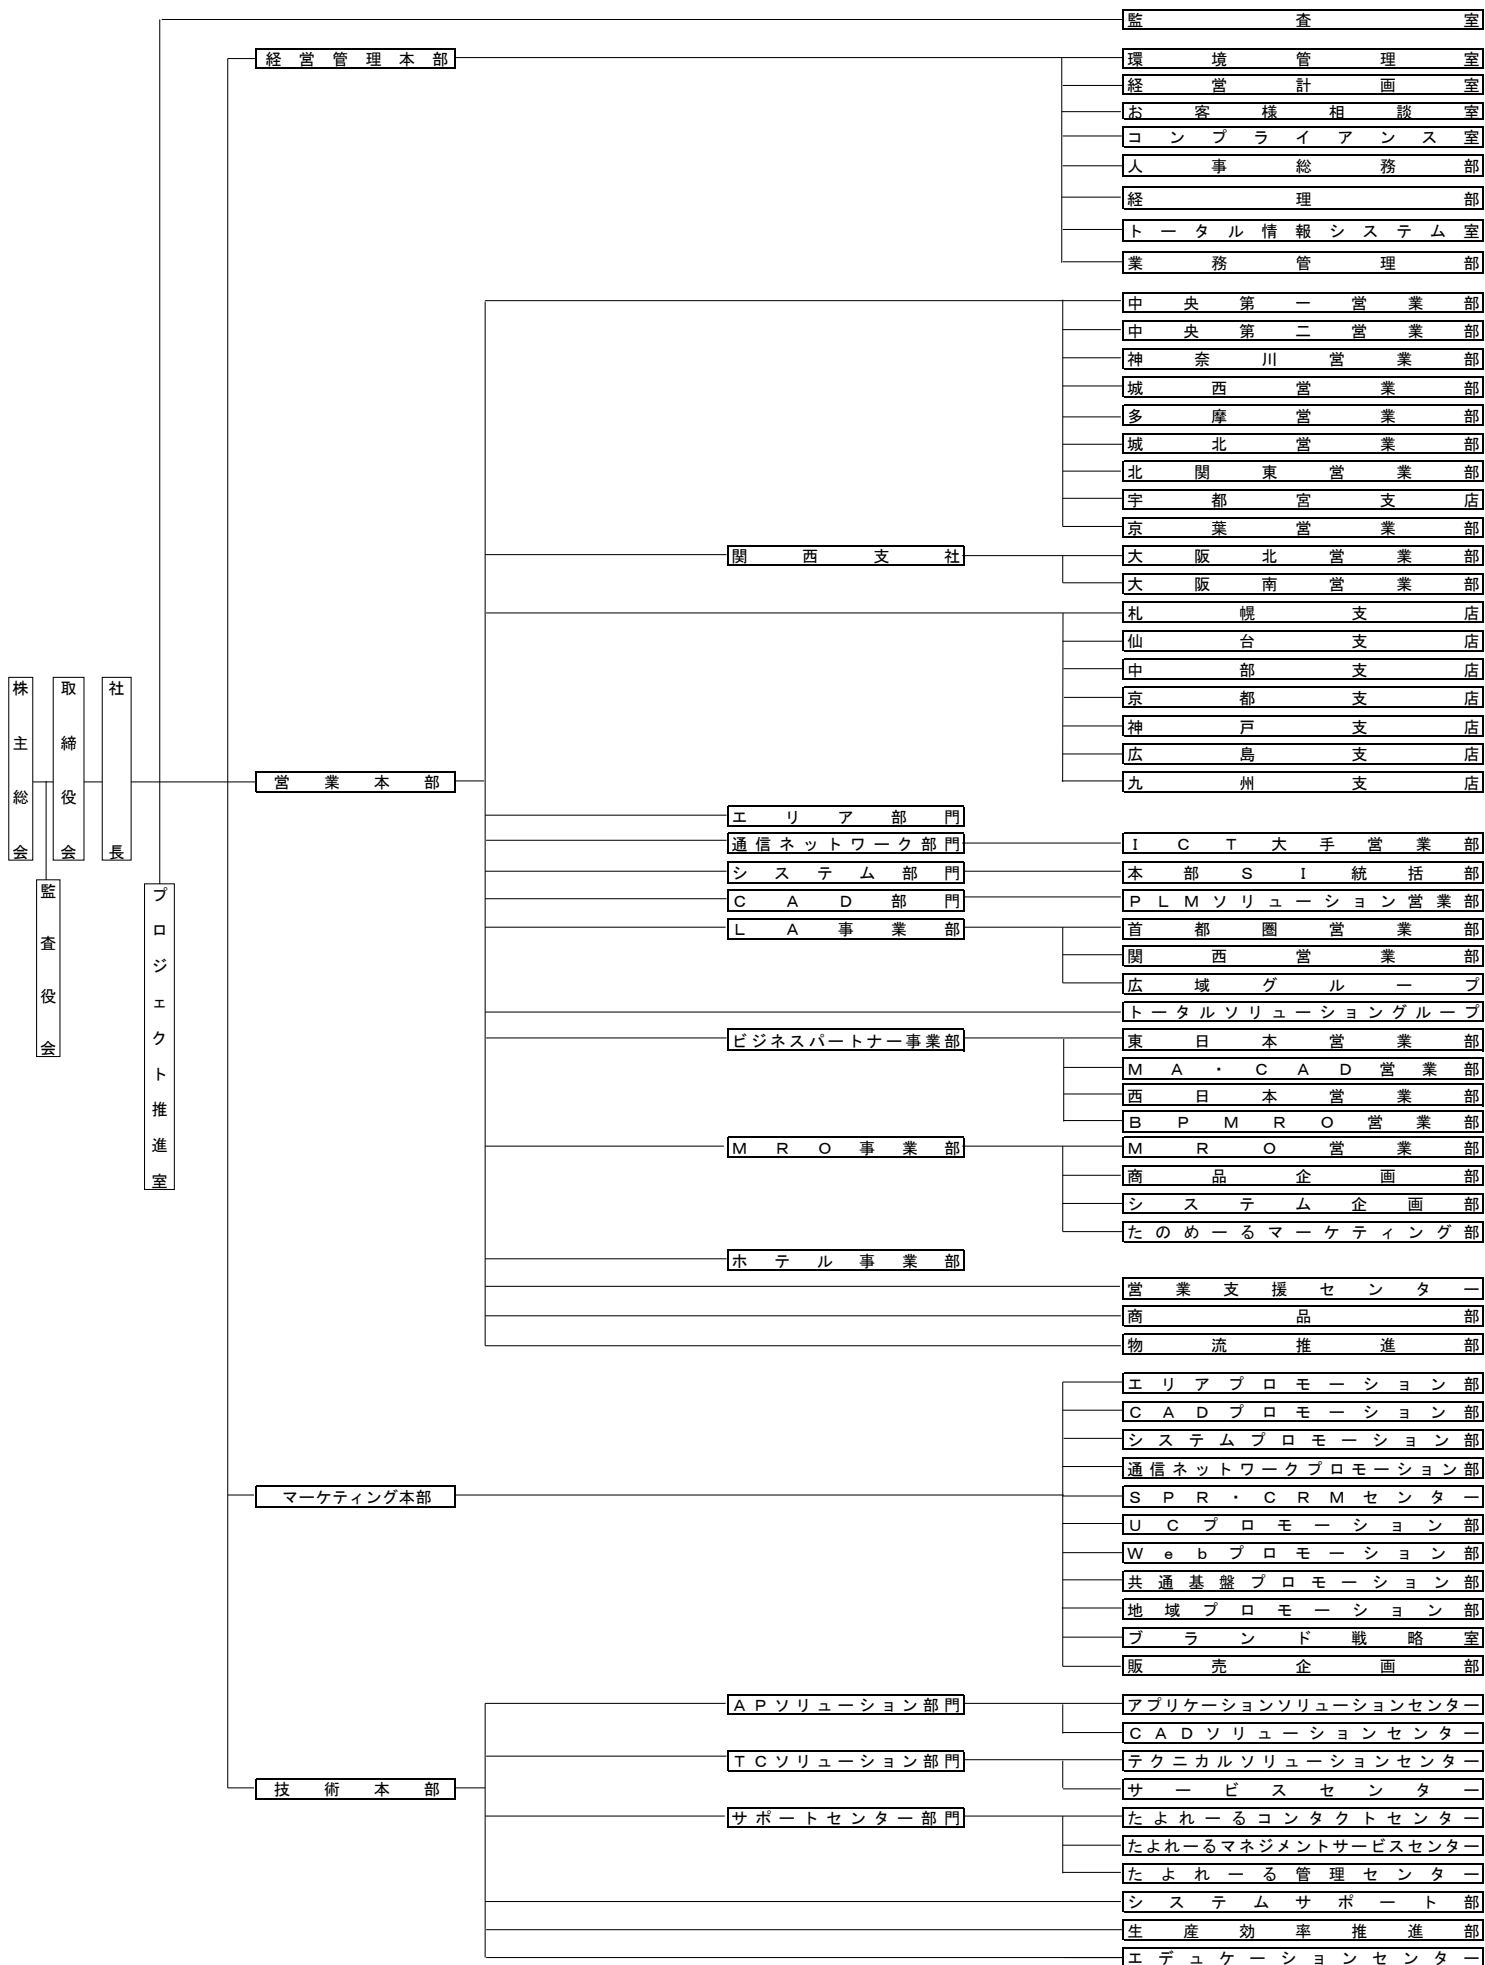 監査室
経営管理本部
環境管理室
経営計画室
お客様相談室
コンプライアンス室
人事総務部
経理部
トータル情報システム室
業務管理部
中央第一営業部
中央第二営業部
神奈川営業部
城西営業部
多摩営業部
城北営業部
北関東営業部
宇都宮支店
京葉営業部
関西支社
大阪北営業部
大阪南営業部
札幌支店
仙台支店
中部支店
京都支店
神戸支店
広島支店
九州支店
株主総会
取締役会
社長
営業本部
監査役会
プロジェクト推進室
エリア部門
通信ネットワーク部門
ICT大手営業部
システム部門
本部SI統括部
CAD部門
PLMソリューション営業部
LA事業部
首都圏営業部
関西営業部
広域グループ
トータルソリューショングループ
ビジネスパートナー事業部
東日本営業部
MA・CAD営業部
西日本営業部
BPMRO営業部
MRO事業部
MRO営業部
商品企画部
システム企画部
たのめーるマーケティング部
ホテル事業部
営業支援センター
商品部
物流推進部
エリアプロモーション部
CADプロモーション部
システムプロモーション部
通信ネットワークプロモーション部
マーケティング本部
SPR・CRMセンター
UCプロモーション部
Webプロモーション部
共通基盤プロモーション部
地域プロモーション部
ブランド戦略室
販売企画部
APソリューション部門
アプリケーションソリューションセンター
CADソリューションセンター
TCソリューション部門
テクニカルソリューションセンター
技術本部
サービスセンター
サポートセンター部門
たよれーるコンタクトセンター
たよれーるマネジメントサービスセンター
たよれーる管理センター
システムサポート部
生産効率推進部
エデュケーションセンター